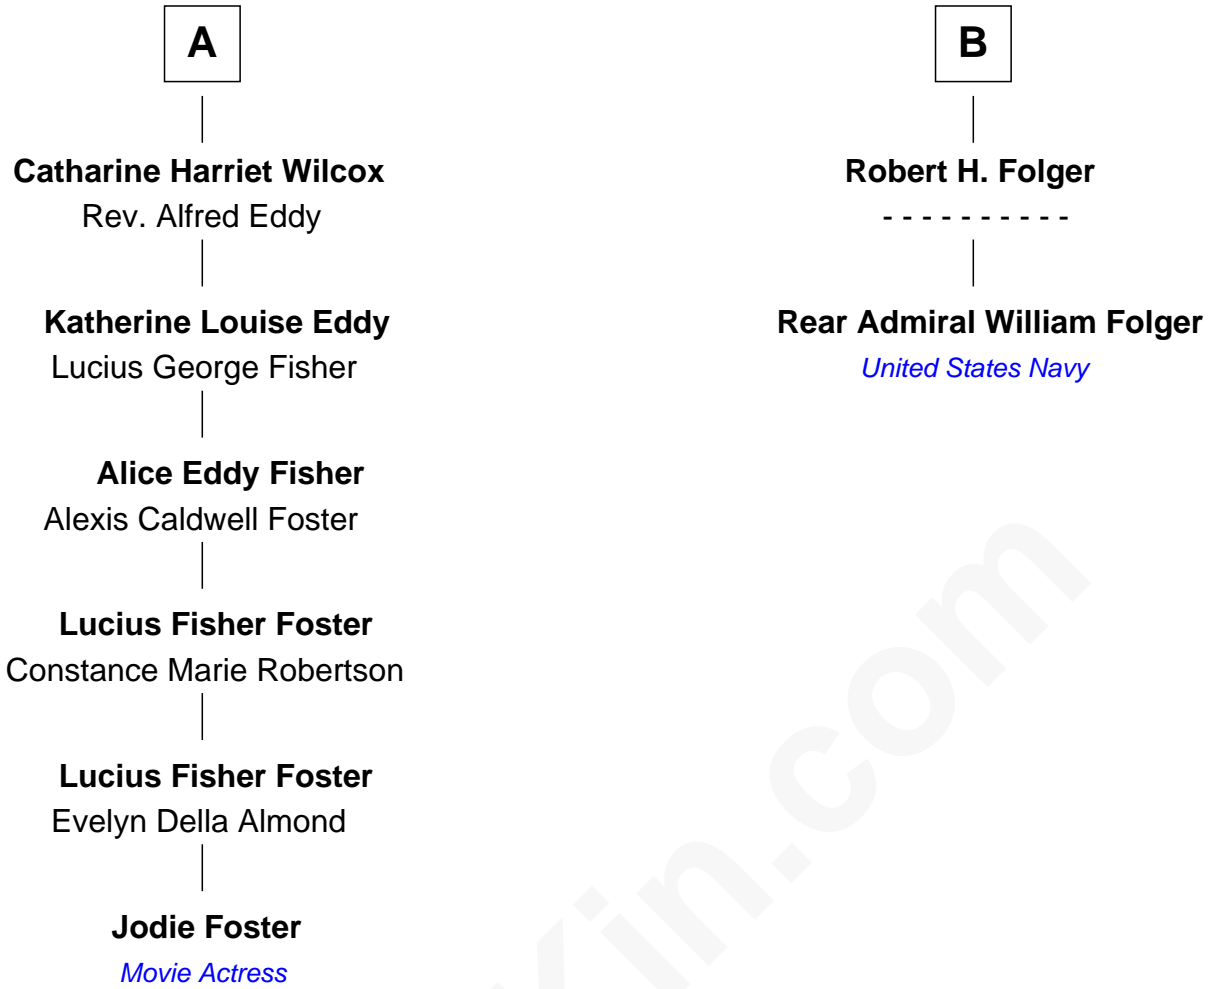 A
Catharine Harriet Wilcox
Rev. Alfred Eddy
Katherine Louise Eddy
Lucius George Fisher
Alice Eddy Fisher
Alexis Caldwell Foster
Lucius Fisher Foster
Constance Marie Robertson
Lucius Fisher Foster
Evelyn Della Almond
Jodie Foster
Movie Actress
B
Robert H. Folger
- - - - - - - - - -
Rear Admiral William Folger
United States Navy
Kin.com